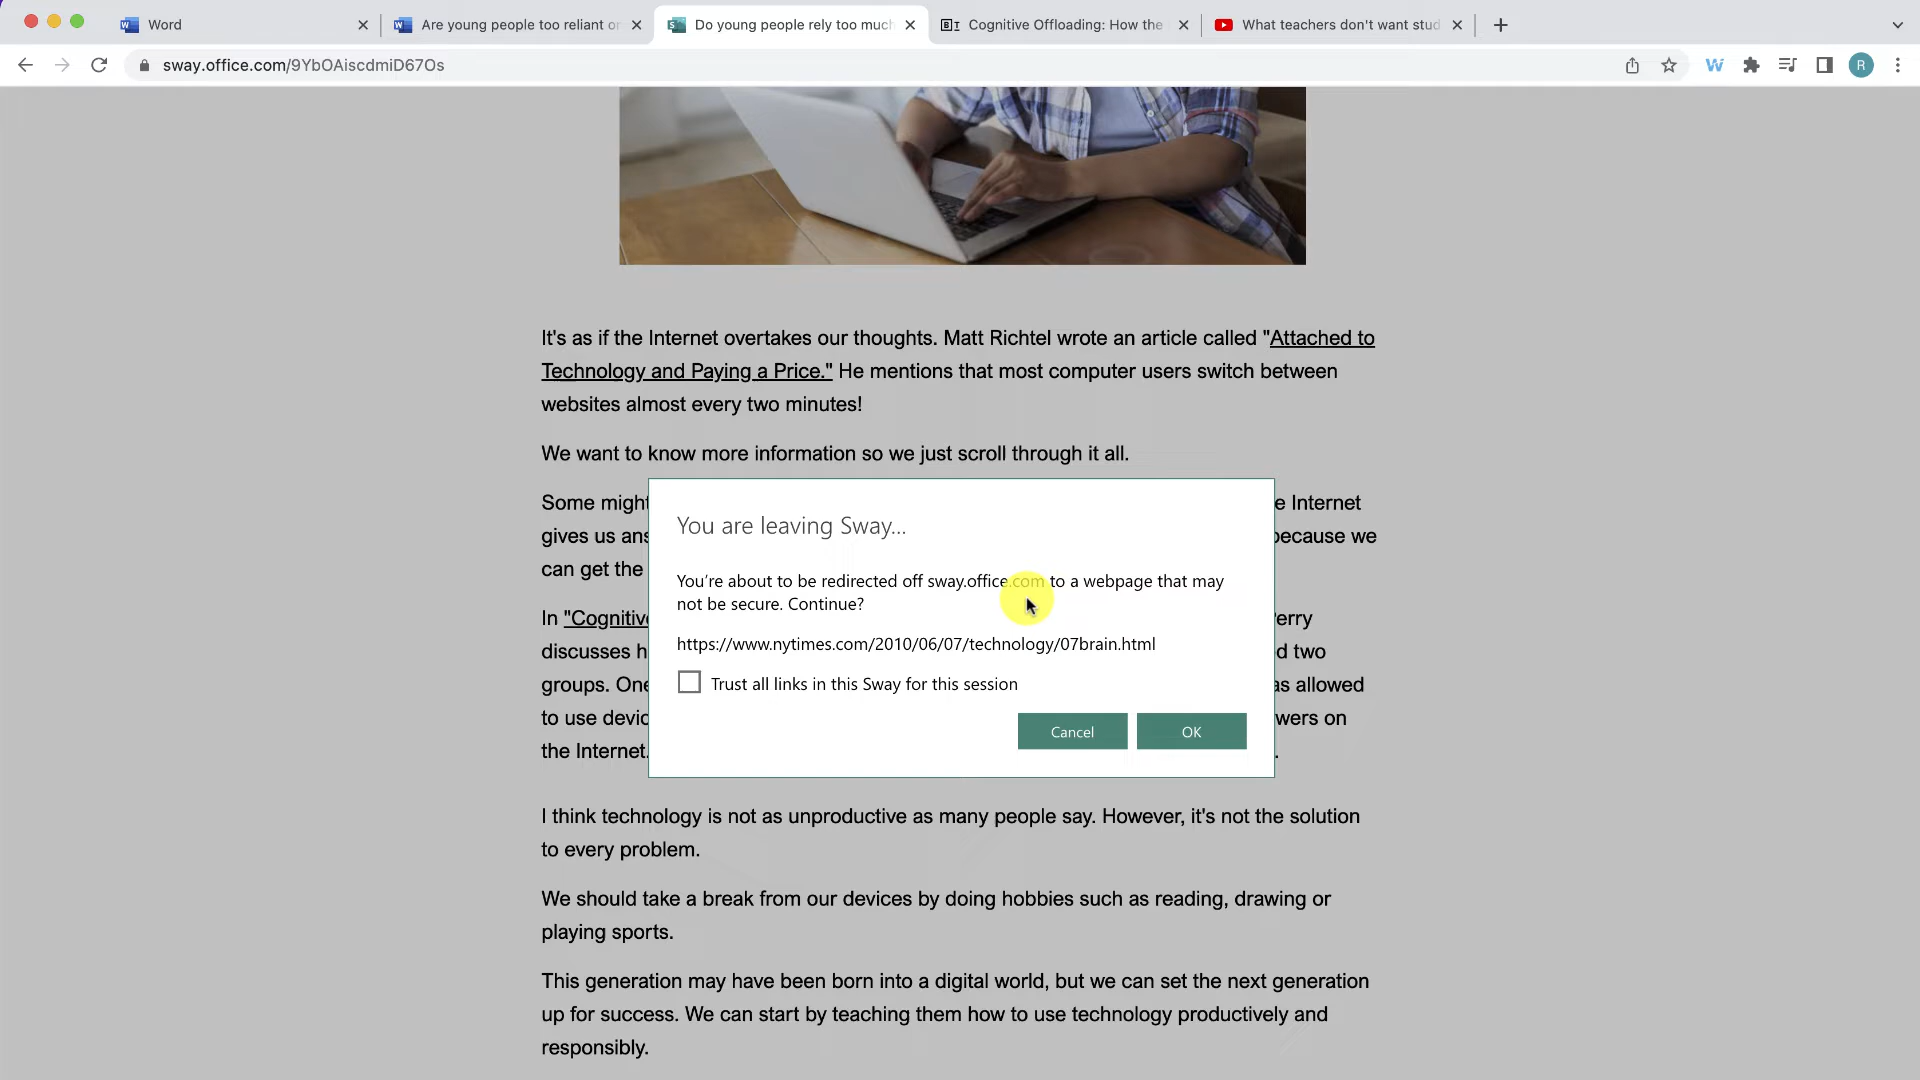 Word
Are young people too reliant or
Do young people rely too much
Cognitive Offloading: How the
What teachers don't want stud
sway.office.com/9YbOAiscdmiD67Os
W
R
It's as if the Internet overtakes our thoughts. Matt Richtel wrote an article called "Attached to
Technology and Paying a Price." He mentions that most computer users switch between
websites almost every two minutes!
We want to know more information so we just scroll through it all.
Some might
e Internet
gives us ans
because we
can get the
In "Cognitive
erry
discusses h
d two
groups. One
as allowed
to use devic
wers on
the Internet.
.
You are leaving Sway...
You're about to be redirected off sway.office.com to a webpage that may
not be secure. Continue?
https://www.nytimes.com/2010/06/07/technology/07brain.html
Trust all links in this Sway for this session
Cancel
OK
I think technology is not as unproductive as many people say. However, it's not the solution
to every problem.
We should take a break from our devices by doing hobbies such as reading, drawing or
playing sports.
This generation may have been born into a digital world, but we can set the next generation
up for success. We can start by teaching them how to use technology productively and
responsibly.